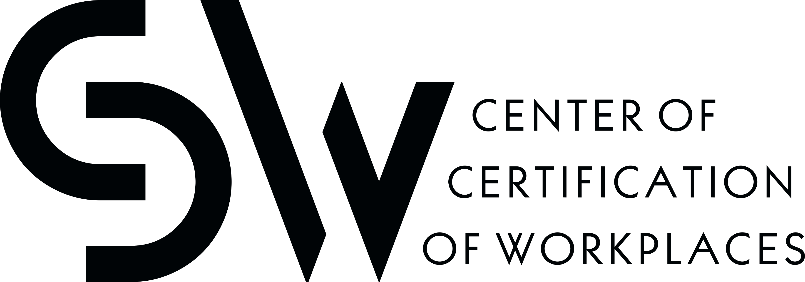 CENTER OF
CERTIFICATION
OF WORKPLACES